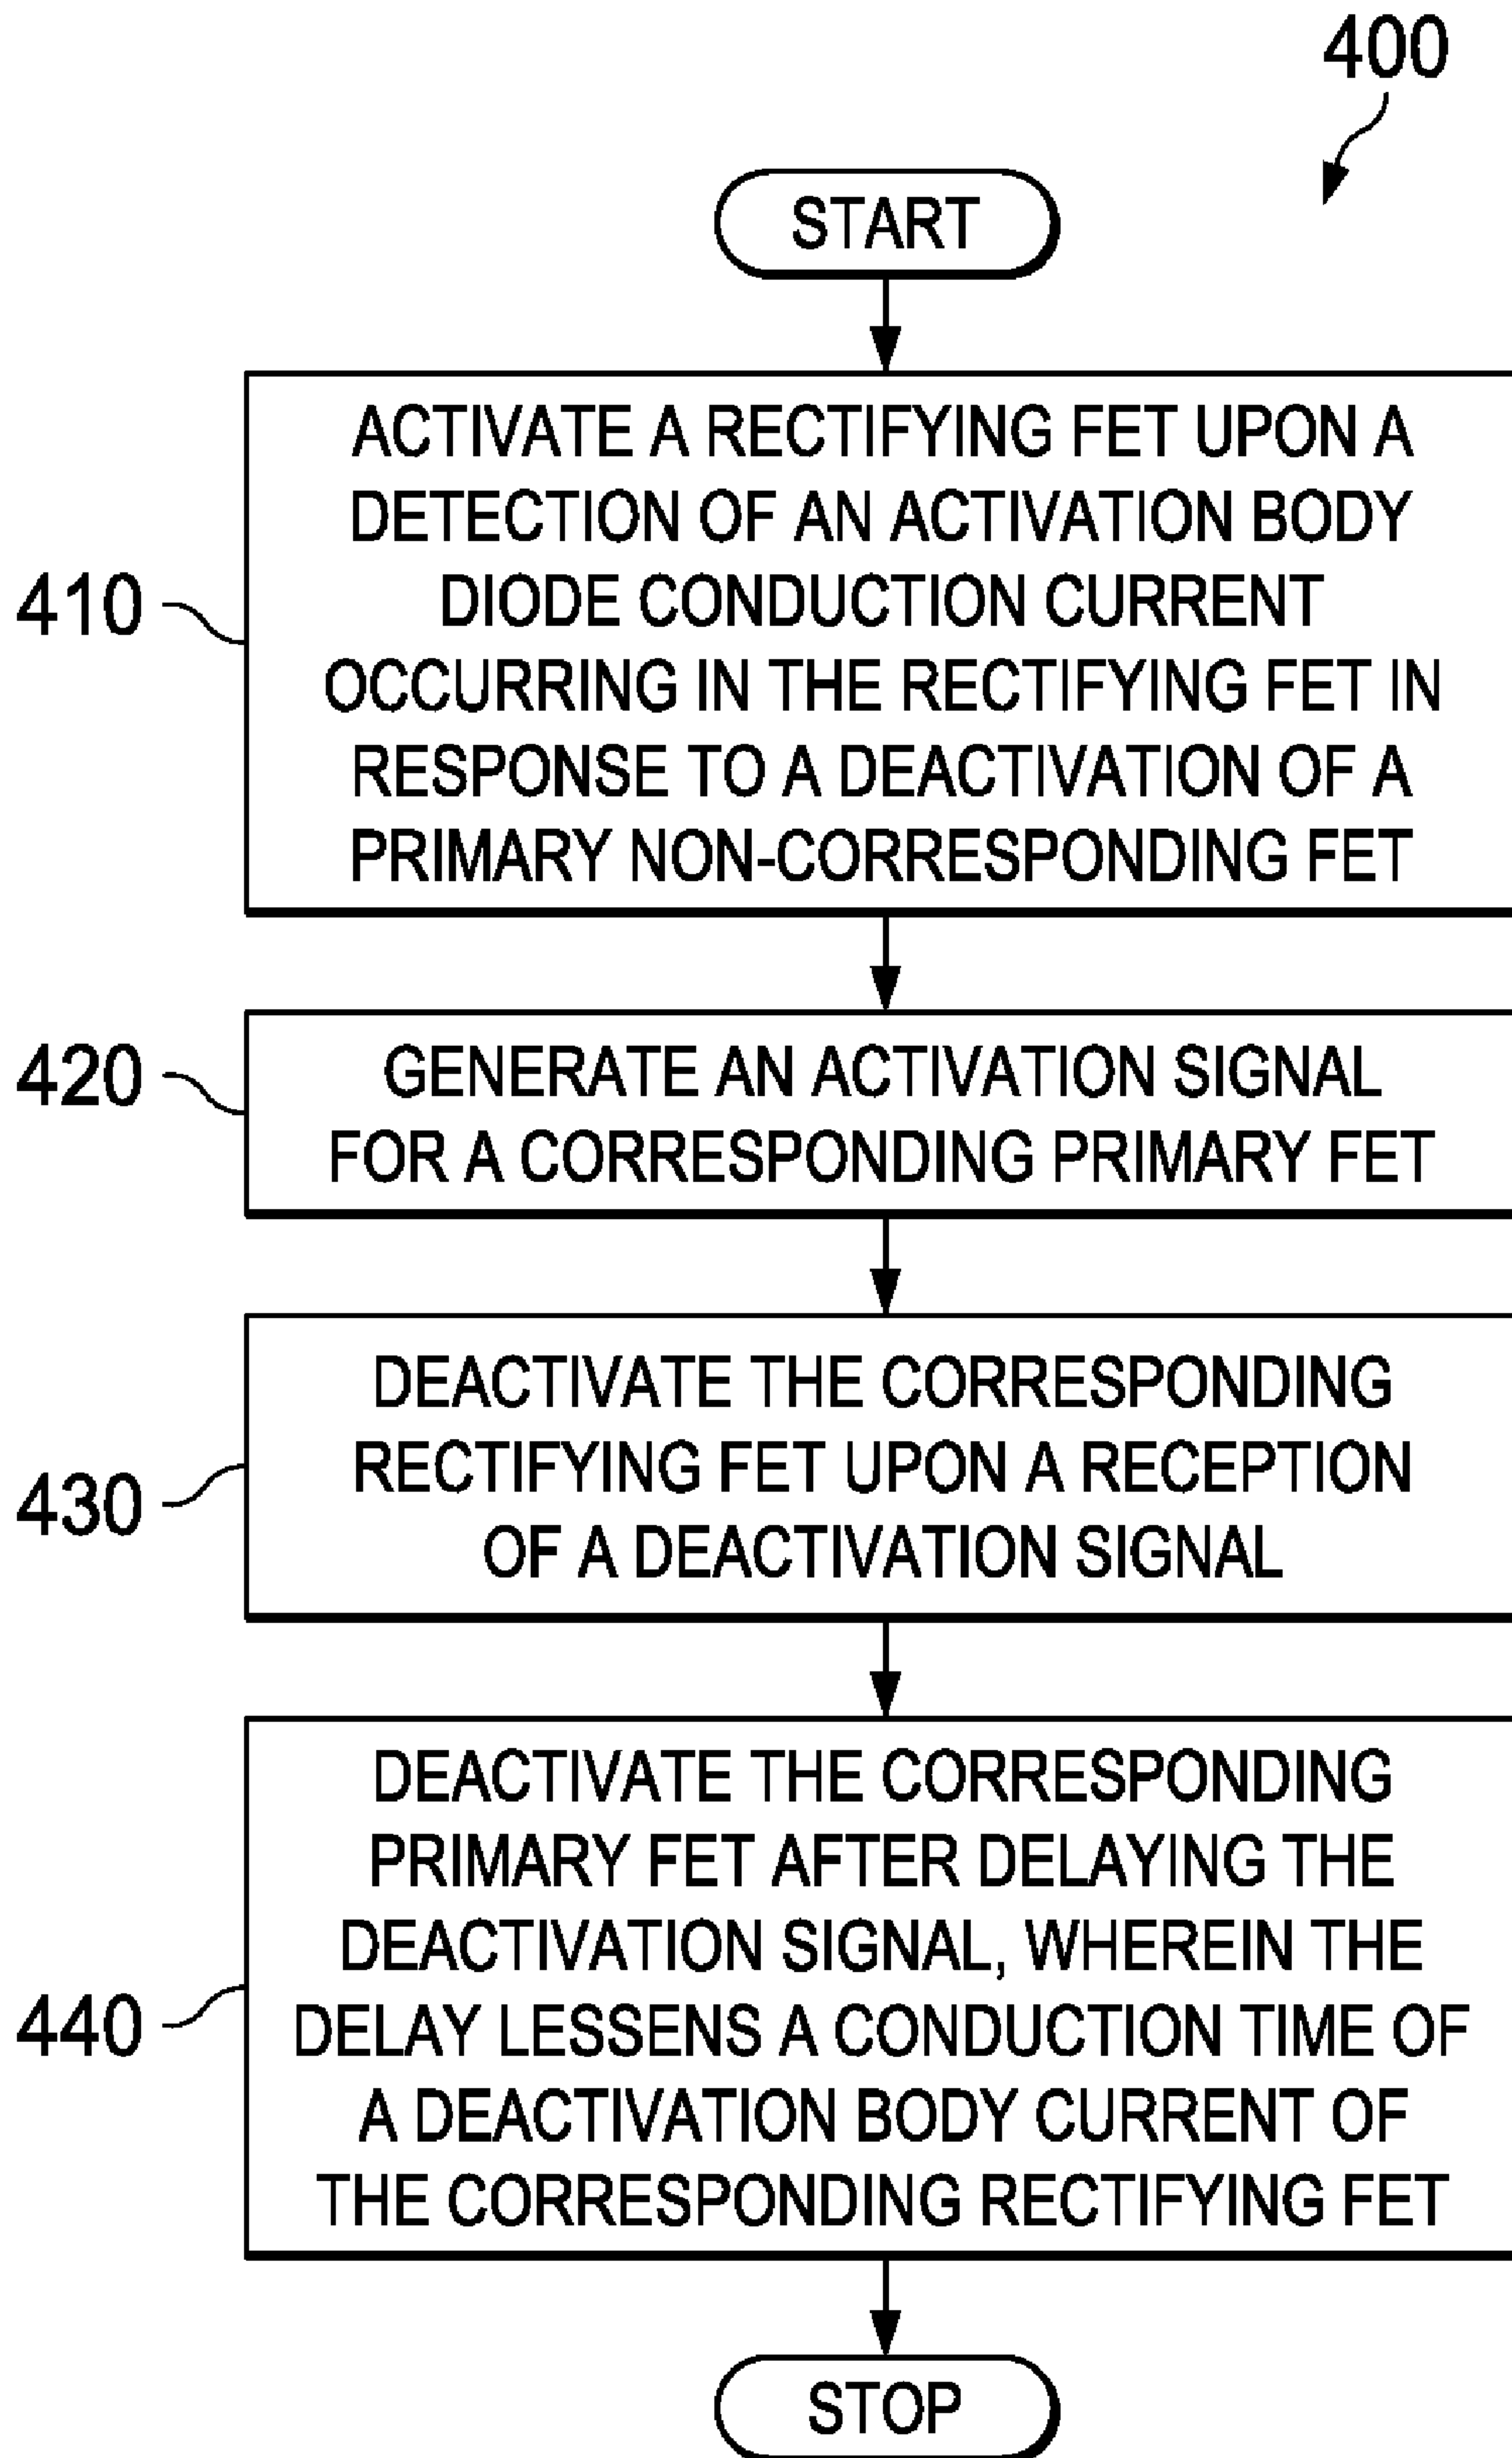 400
START
410
ACTIVATE A RECTIFYING FET UPON A
DETECTION OF AN ACTIVATION BODY
DIODE CONDUCTION CURRENT
OCCURRING IN THE RECTIFYING FET IN
RESPONSE TO A DEACTIVATION OF A
PRIMARY NON-CORRESPONDING FET
420
GENERATE AN ACTIVATION SIGNAL
FOR A CORRESPONDING PRIMARY FET
430
DEACTIVATE THE CORRESPONDING
RECTIFYING FET UPON A RECEPTION
OF A DEACTIVATION SIGNAL
440
DEACTIVATE THE CORRESPONDING
PRIMARY FET AFTER DELAYING THE
DEACTIVATION SIGNAL, WHEREIN THE
DELAY LESSENS A CONDUCTION TIME OF
A DEACTIVATION BODY CURRENT OF
THE CORRESPONDING RECTIFYING FET
STOP